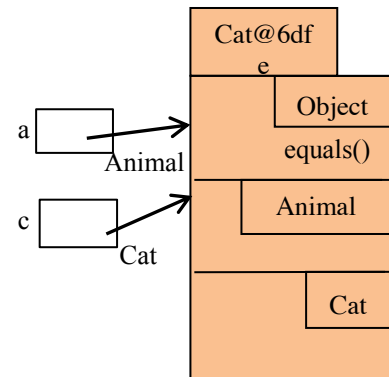 Cat@6df
e
Object
equals()
a
Animal
Animal
c
Cat
Cat